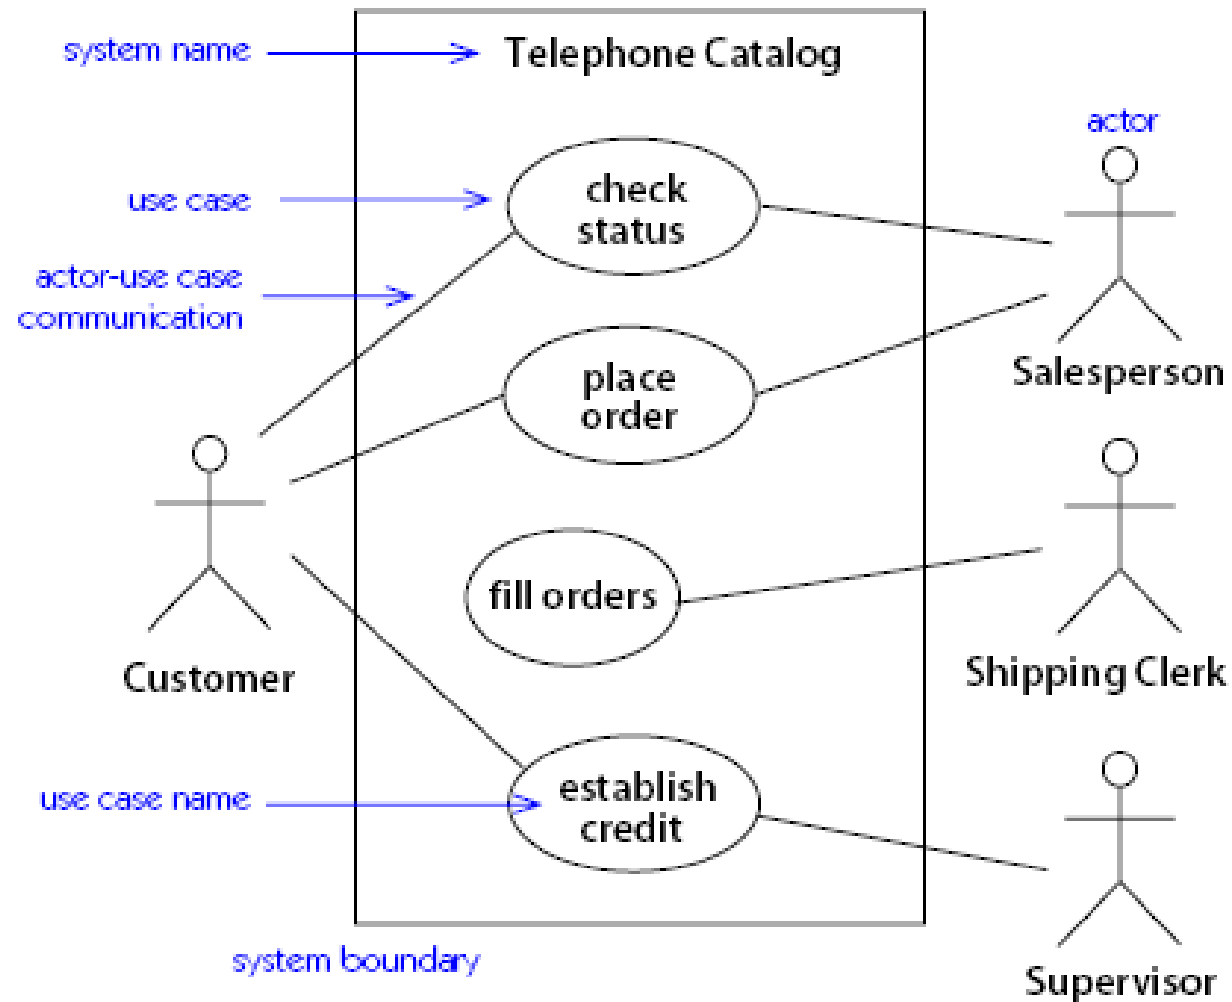 system name
Telephone Catalog
actor
use case
check
status
actor-use case
communication
place
order
Salesperson
fill orders
Customer
Shipping Clerk
use case name
establish
credit
system boundary
Supervisor